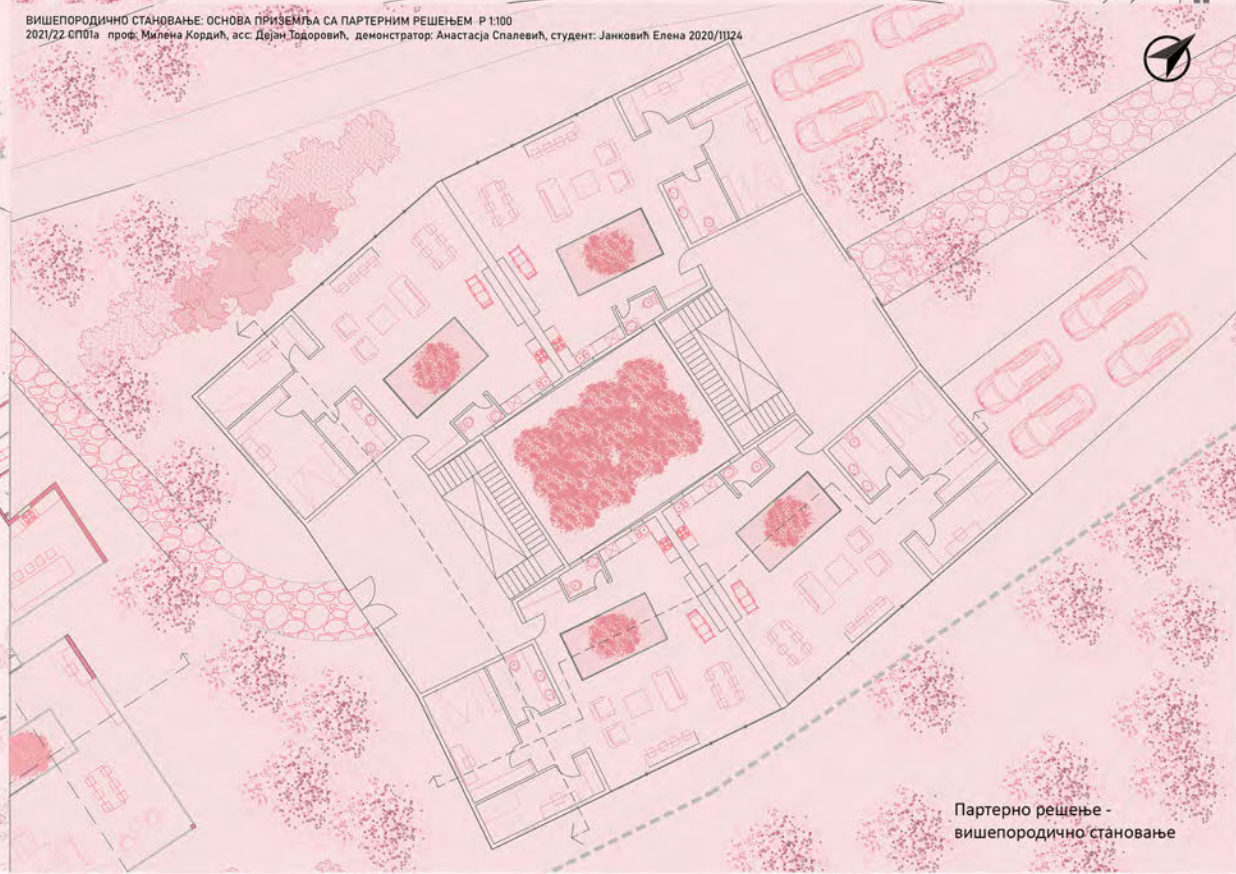 ВИШЕПОРОДИЧНО СТАНОВАЊЕ: ОСНОВА ПРИЗЕМЉА СА ПАРТЕРНИМ РЕШЕЊЕМ Р 1:100
2021/22 СП01а проф: Милена Кордић, асс: Дејан Тодоровић, демонстратор: Анастасја Спалевић, студент: Јанковић Елена 2020/11124
Партерно решење -
вишепородично становање